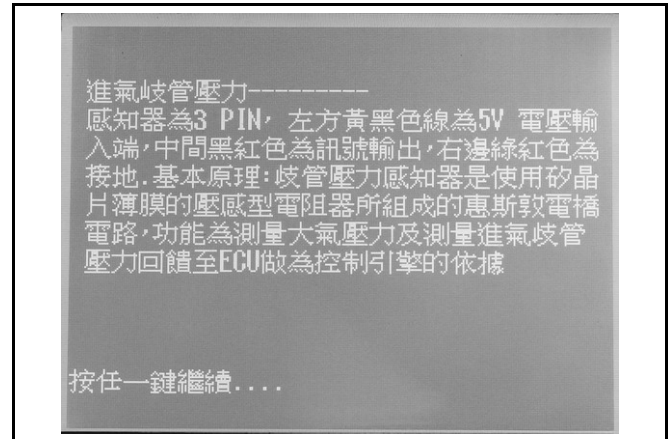 進氣岐管壓力---------
感知器為3 PIN, 左方黃黑色線為5V 電壓輸
入端,中間黑紅色為訊號輸出,右邊綠紅色為
接地.基本原理:歧管壓力感知器是使用矽晶
片薄膜的壓感型電阻器所組成的惠斯敦電橋
電路,功能為測量大氣壓力及測量進氣歧管
壓力回饋至ECU做為控制引擎的依據
按任一鍵繼續....